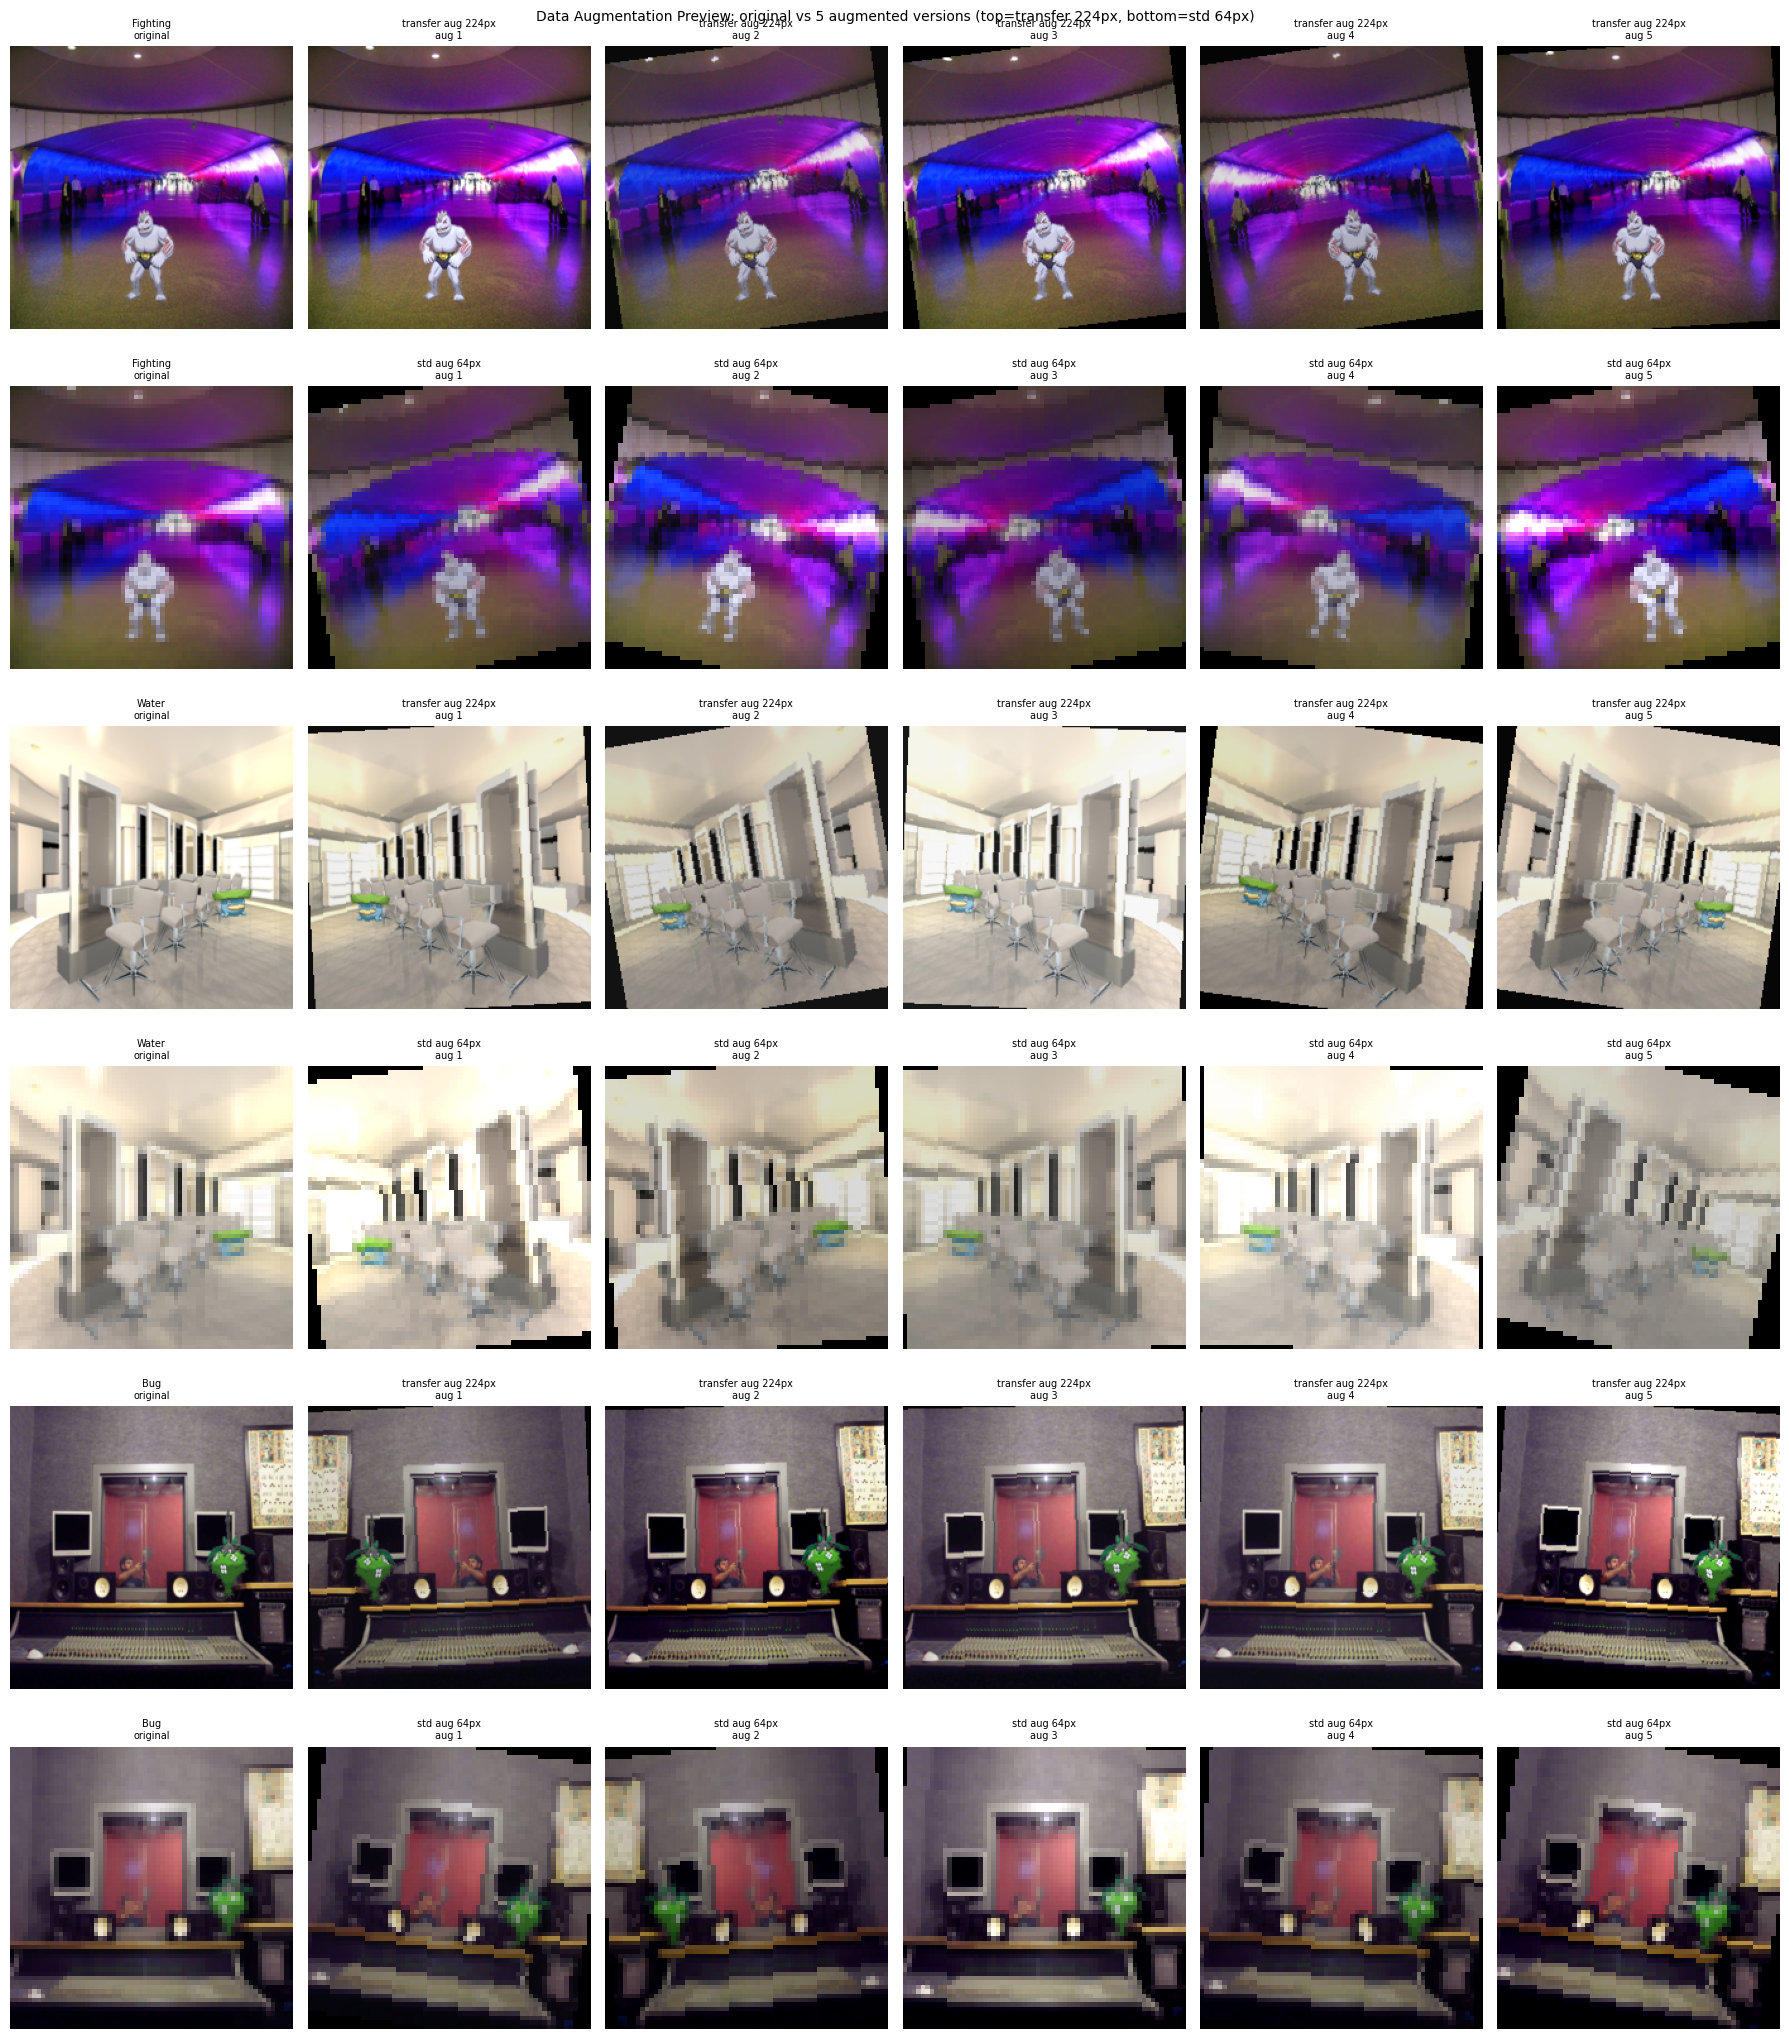 Data Augmentation Preview: original vs 5 augmented versions (top=transfer 224px, bottom=std 64px)
Fighting
original
transfer aug 224px
aug 1
transfer aug 224px
aug 2
transfer aug 224px
aug 3
transfer aug 224px
aug 4
transfer aug 224px
aug 5
Fighting
original
std aug 64px
aug 1
std aug 64px
aug 2
std aug 64px
aug 3
std aug 64px
aug 4
std aug 64px
aug 5
Water
original
transfer aug 224px
aug 1
transfer aug 224px
aug 2
transfer aug 224px
aug 3
transfer aug 224px
aug 4
transfer aug 224px
aug 5
Water
original
std aug 64px
aug 1
std aug 64px
aug 2
std aug 64px
aug 3
std aug 64px
aug 4
std aug 64px
aug 5
Bug
original
transfer aug 224px
aug 1
transfer aug 224px
aug 2
transfer aug 224px
aug 3
transfer aug 224px
aug 4
transfer aug 224px
aug 5
Bug
original
std aug 64px
aug 1
std aug 64px
aug 2
std aug 64px
aug 3
std aug 64px
aug 4
std aug 64px
aug 5